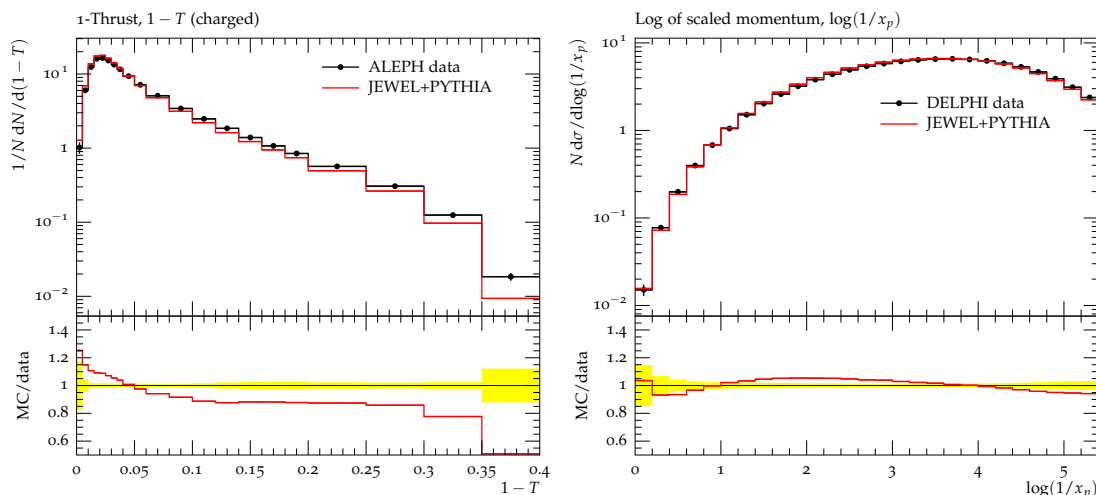 1-Thrust, 1 − T (charged)
1/N dN/d(1 − T)
10^1
1
10^−1
10^−2
ALEPH data
JEWEL+PYTHIA
MC/data
1.4
1.2
1
0.8
0.6
0 0.05 0.1 0.15 0.2 0.25 0.3 0.35 0.4
1 − T
Log of scaled momentum, log(1/x_p)
N dσ/dlog(1/x_p)
10^1
1
10^−1
10^−2
DELPHI data
JEWEL+PYTHIA
MC/data
1.4
1.2
1
0.8
0.6
0 1 2 3 4 5
log(1/x_p)